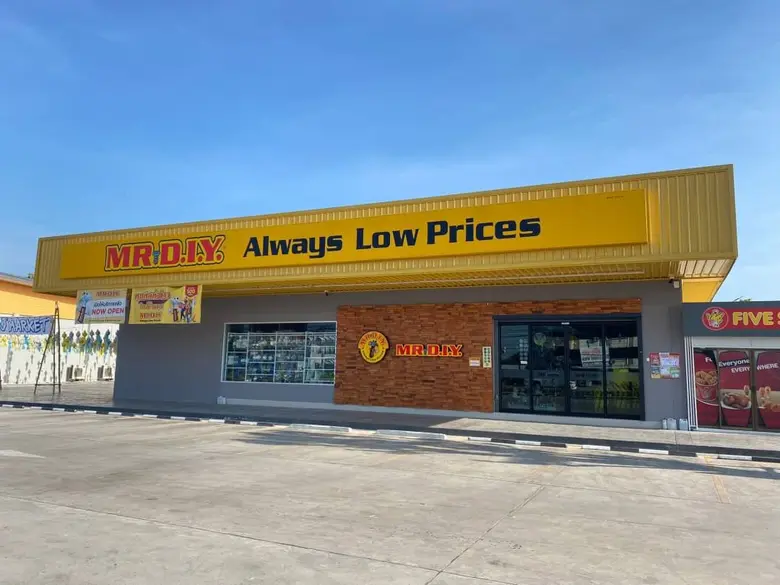 MR.D.I.Y. Always Low Prices
NOW OPEN
MARKET
MR.D.I.Y.
FIVE S
Everyone
EVERY WHERE